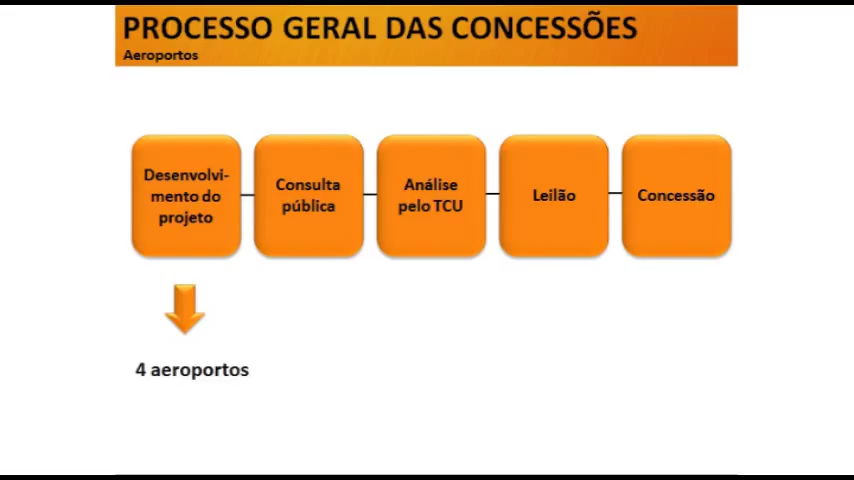 PROCESSO GERAL DAS CONCESSÕES
Aeroportos
Desenvolvi-
mento do
projeto
Consulta
pública
Análise
pelo TCU
Leilão
Concessão
4 aeroportos